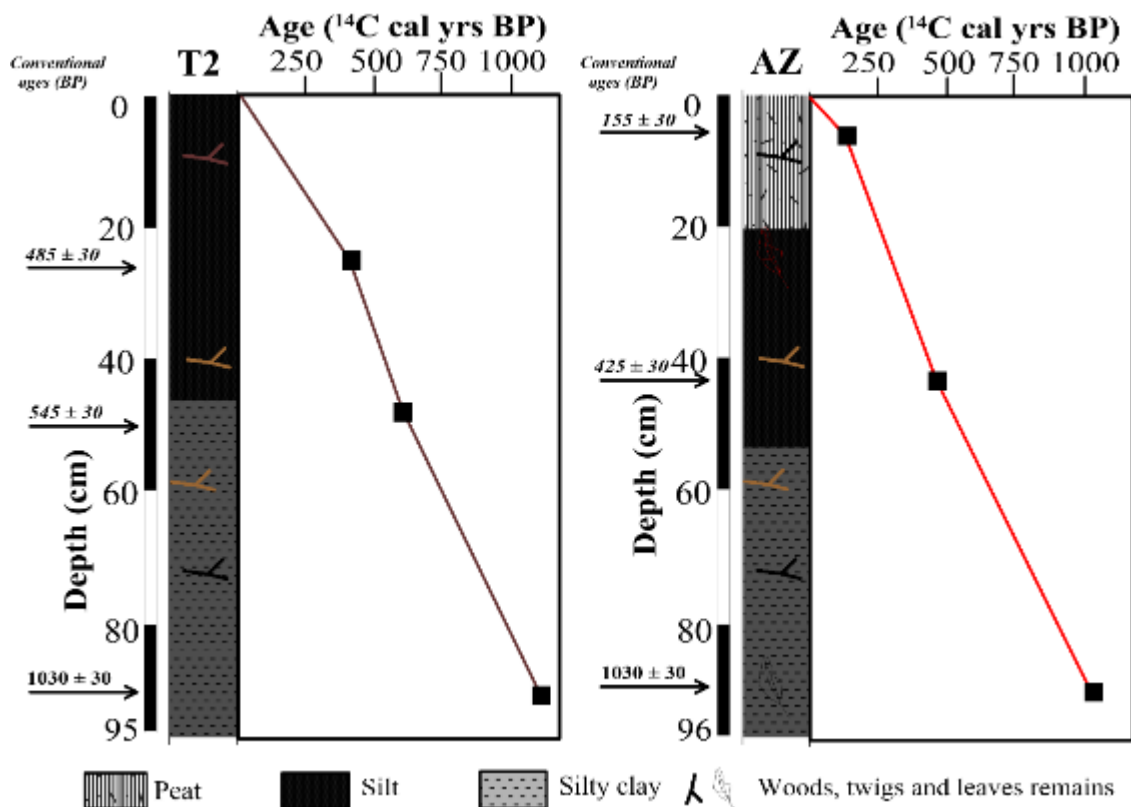 Age (¹⁴C cal yrs BP)
Conventional
ages (BP)
T2
250 500 750 1000
0
20
485 ± 30
40
545 ± 30
Depth (cm)
60
80
1030 ± 30
95
Age (¹⁴C cal yrs BP)
Conventional
ages (BP)
AZ
250 500 750 1000
0
155 ± 30
20
425 ± 30
40
Depth (cm)
60
80
1030 ± 30
96
Peat
Silt
Silty clay
Woods, twigs and leaves remains